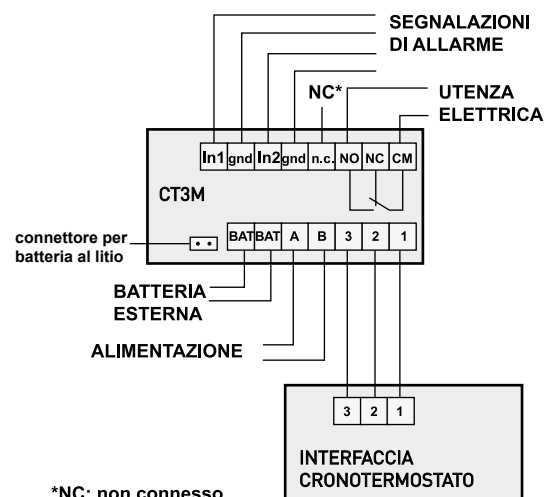 SEGNALAZIONI
DI ALLARME
NC*
UTENZA
ELETTRICA
In1 gnd In2 gnd n.c. NO NC CM
CT3M
connettore per
batteria al litio
BAT BAT A B 3 2 1
BATTERIA
ESTERNA
ALIMENTAZIONE
3 2 1
INTERFACCIA
CRONOTERMOSTATO
*NC: non connesso